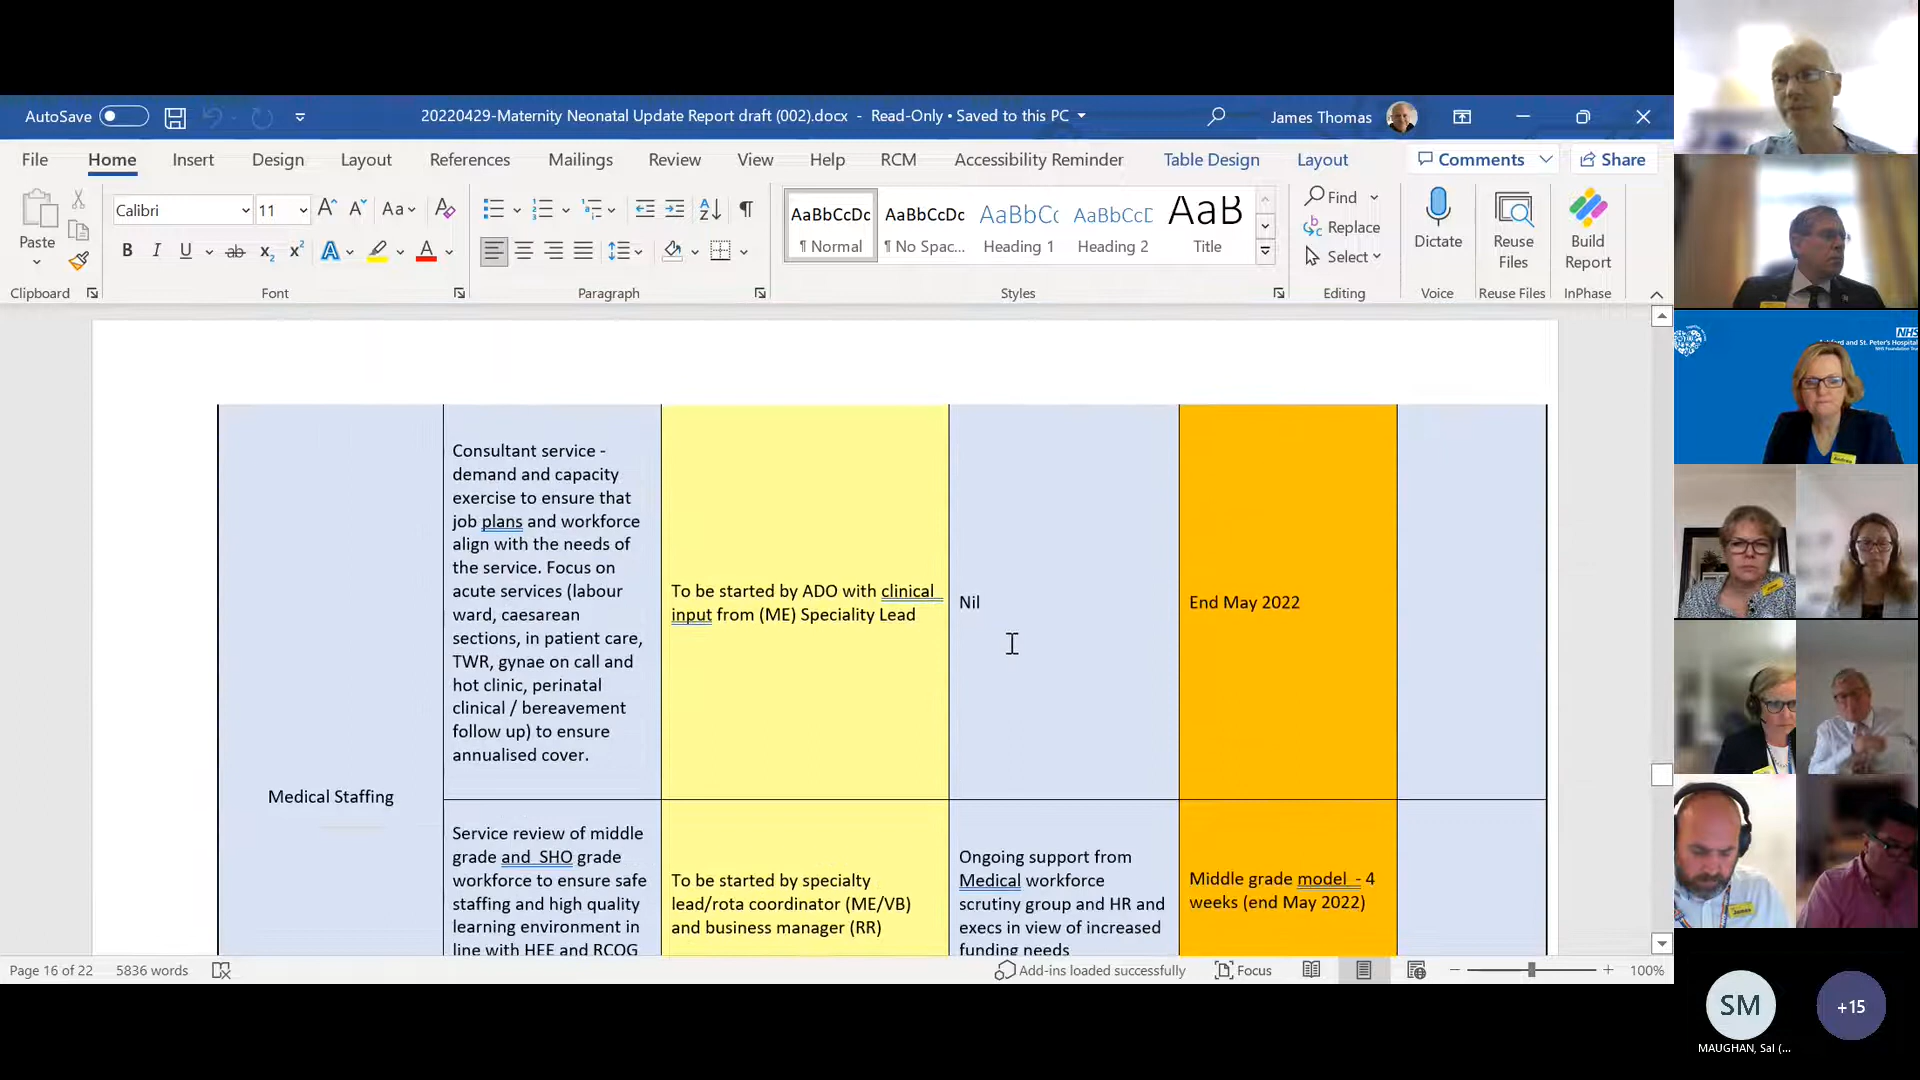 AutoSave
20220429-Maternity Neonatal Update Report draft (002).docx - Read-Only • Saved to this PC
James Thomas
File Home Insert Design Layout References Mailings Review View Help RCM Accessibility Reminder Table Design Layout Comments Share
Paste
Calibri 11
Aa
B I U ab x₂ x² A A
AaBbCcDc AaBbCcDc AaBbCc AaBbCcD AaB
¶ Normal ¶ No Spac... Heading 1 Heading 2 Title
Find
Replace
Select
Dictate
Reuse Files
Build Report
Clipboard Font Paragraph Styles Editing Voice Reuse Files InPhase
Medical Staffing
Consultant service -
demand and capacity
exercise to ensure that
job plans and workforce
align with the needs of
the service. Focus on
acute services (labour
ward, caesarean
sections, in patient care,
TWR, gynae on call and
hot clinic, perinatal
clinical / bereavement
follow up) to ensure
annualised cover.
To be started by ADO with clinical
input from (ME) Speciality Lead
Nil
End May 2022
Service review of middle
grade and SHO grade
workforce to ensure safe
staffing and high quality
learning environment in
line with HEE and RCOG
To be started by specialty
lead/rota coordinator (ME/VB)
and business manager (RR)
Ongoing support from
Medical workforce
scrutiny group and HR and
execs in view of increased
funding needs
Middle grade model - 4
weeks (end May 2022)
Page 16 of 22 5836 words Add-ins loaded successfully Focus 100%
NHS
and St. Peter's Hospital
SM
+15
MAUGHAN, Sal (...